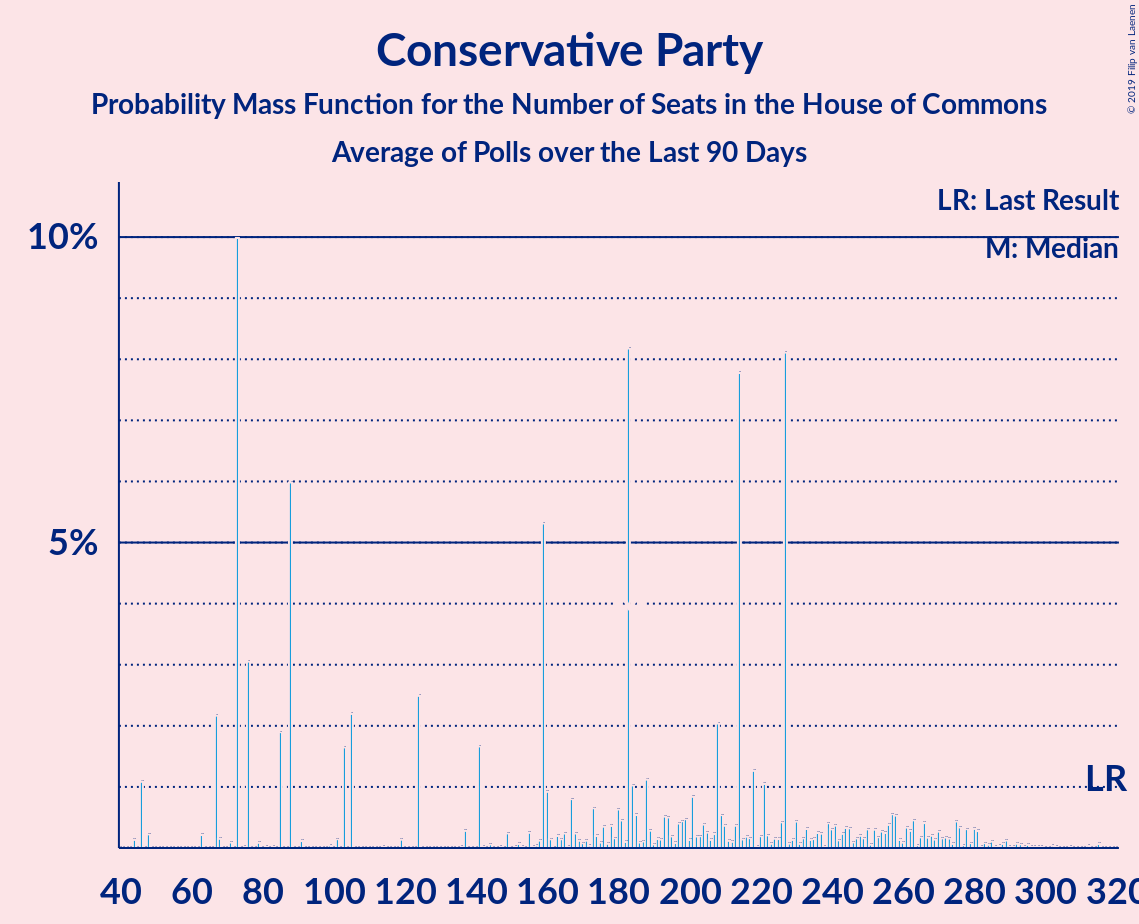 Conservative Party
Probability Mass Function for the Number of Seats in the House of Commons
Average of Polls over the Last 90 Days
© 2019 Filip van Laenen
LR: Last Result
M: Median
10%
5%
LR
40 60 80 100 120 140 160 180 200 220 240 260 280 300 320